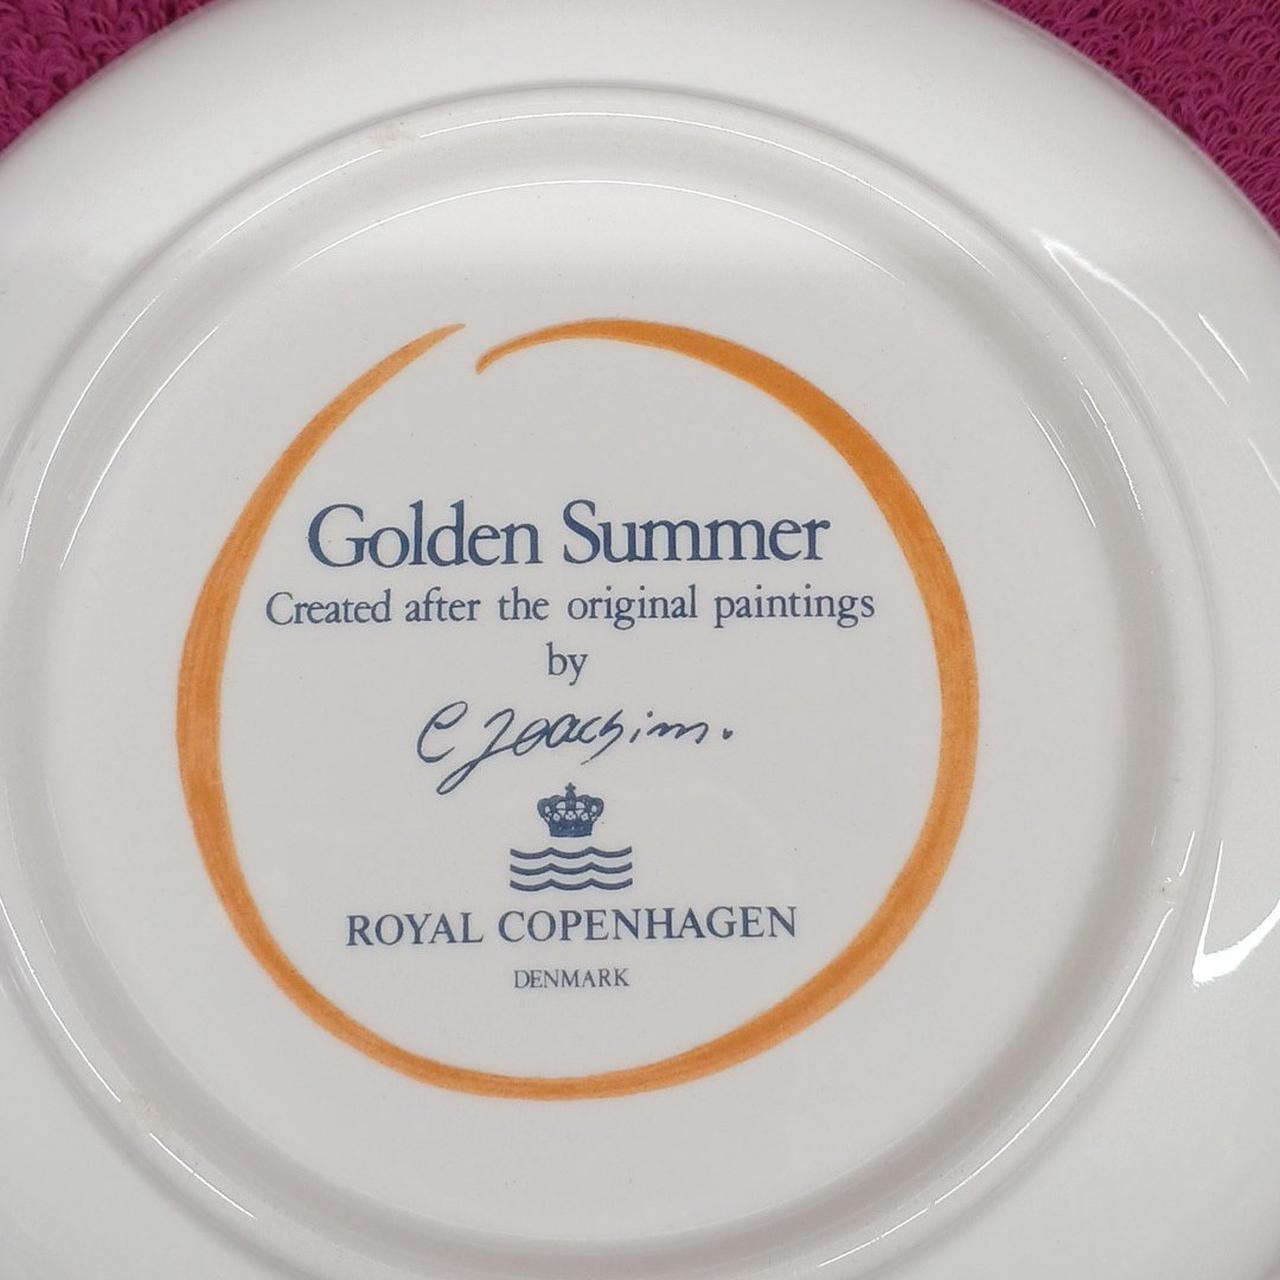 Golden Summer
Created after the original paintings
by
C Joachim.
ROYAL COPENHAGEN
DENMARK